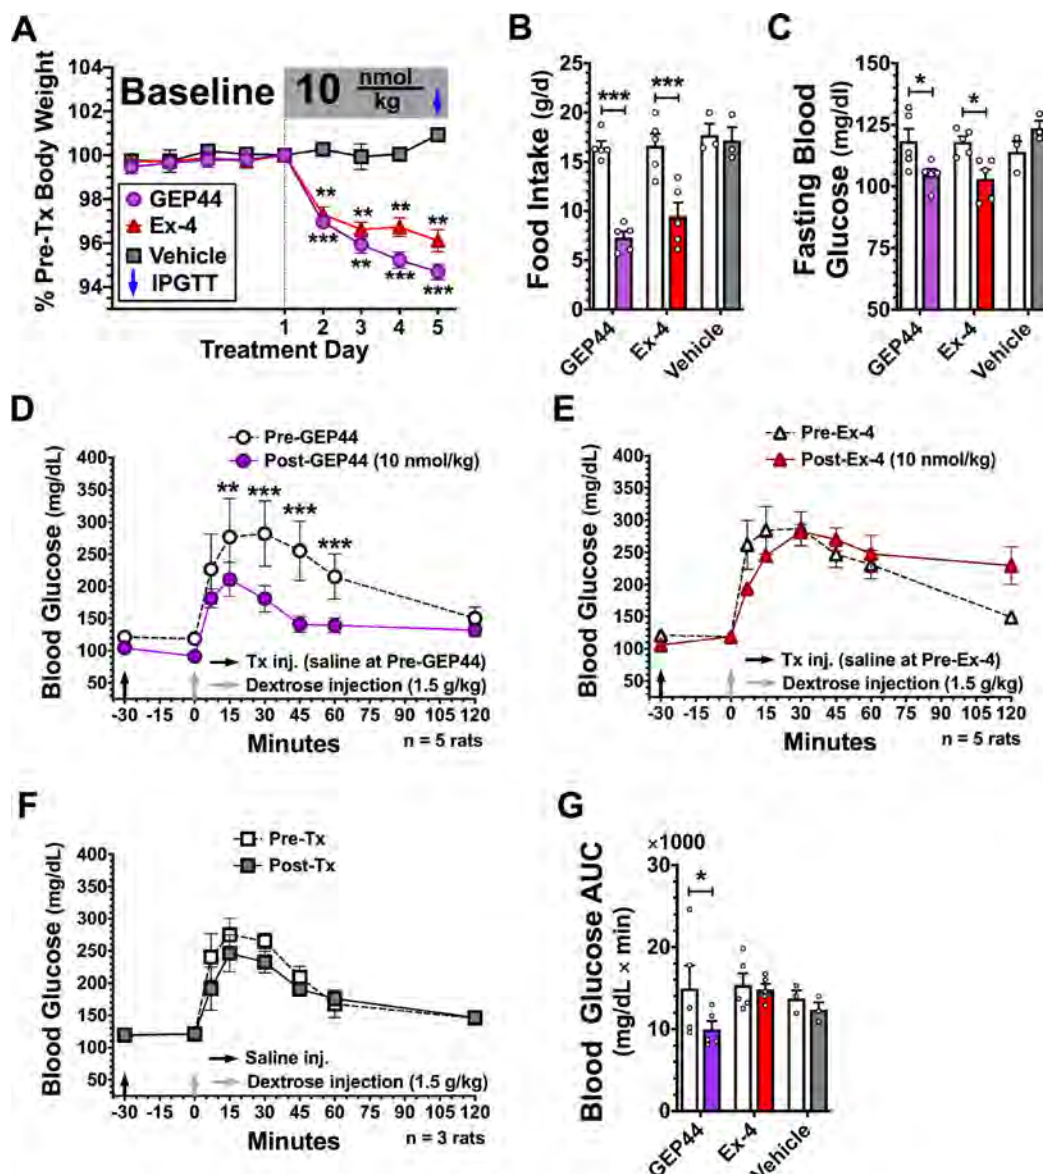 A
% Pre-Tx Body Weight
104
102
100
98
96
94
Baseline
10 nmol/kg
GEP44
Ex-4
Vehicle
IPGTT
** ** ** **
*** ** *** ***
1 2 3 4 5
Treatment Day
B
Food Intake (g/d)
25
20
15
10
5
0
*** ***
GEP44 Ex-4 Vehicle
C
Fasting Blood
Glucose (mg/dl)
150
125
100
75
50
* *
GEP44 Ex-4 Vehicle
D
Pre-GEP44
Post-GEP44 (10 nmol/kg)
Blood Glucose (mg/dL)
400
350
300
250
200
150
100
50
** *** *** ***
Tx inj. (saline at Pre-GEP44)
Dextrose injection (1.5 g/kg)
-30 -15 0 15 30 45 60 75 90 105 120
Minutes
n = 5 rats
E
Pre-Ex-4
Post-Ex-4 (10 nmol/kg)
Blood Glucose (mg/dL)
400
350
300
250
200
150
100
50
Tx inj. (saline at Pre-Ex-4)
Dextrose injection (1.5 g/kg)
-30 -15 0 15 30 45 60 75 90 105 120
Minutes
n = 5 rats
F
Pre-Tx
Post-Tx
Blood Glucose (mg/dL)
400
350
300
250
200
150
100
50
Saline inj.
Dextrose injection (1.5 g/kg)
-30 -15 0 15 30 45 60 75 90 105 120
Minutes
n = 3 rats
G
Blood Glucose AUC
(mg/dL × min)
×1000
30
20
10
0
*
GEP44 Ex-4 Vehicle